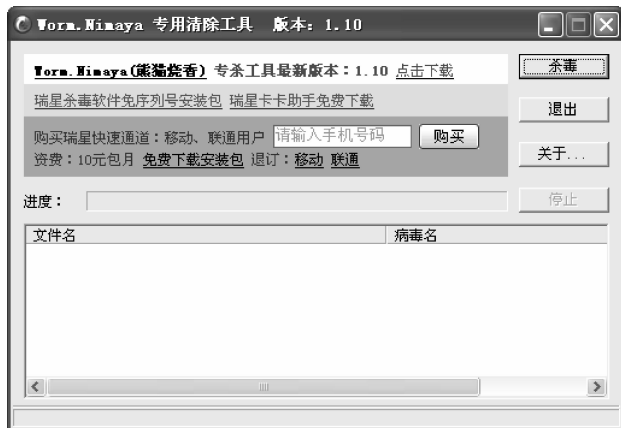 Worm.Nimaya 专用清除工具 版本：1.10
Worm.Nimaya(熊猫烧香) 专杀工具最新版本：1.10 点击下载
杀毒
瑞星杀毒软件免序列号安装包 瑞星卡卡助手免费下载
退出
购买瑞星快速通道：移动、联通用户 请输入手机号码 购买
资费：10元包月 免费下载安装包 退订：移动 联通
关于...
进度：
停止
文件名 病毒名